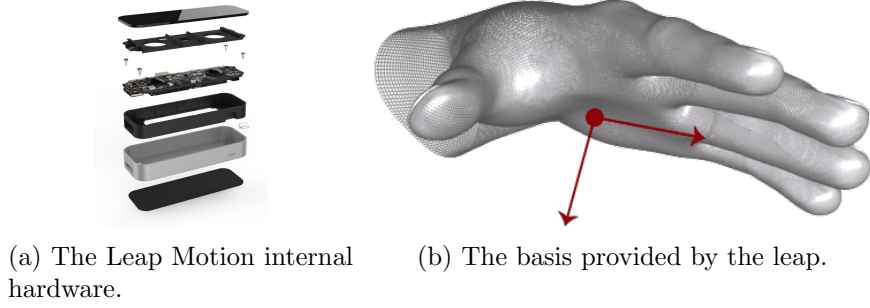 (a) The Leap Motion internal
hardware.
(b) The basis provided by the leap.